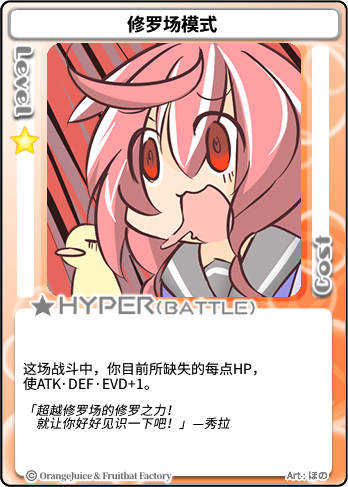 修罗场模式
Level
Cost
HYPER(BATTLE)
这场战斗中，你目前所缺失的每点HP，
使ATK·DEF·EVD+1。
「超越修罗场的修罗之力！
就让你好好见识一下吧！」—秀拉
© OrangeJuice & Fruitbat Factory
Art : ほの